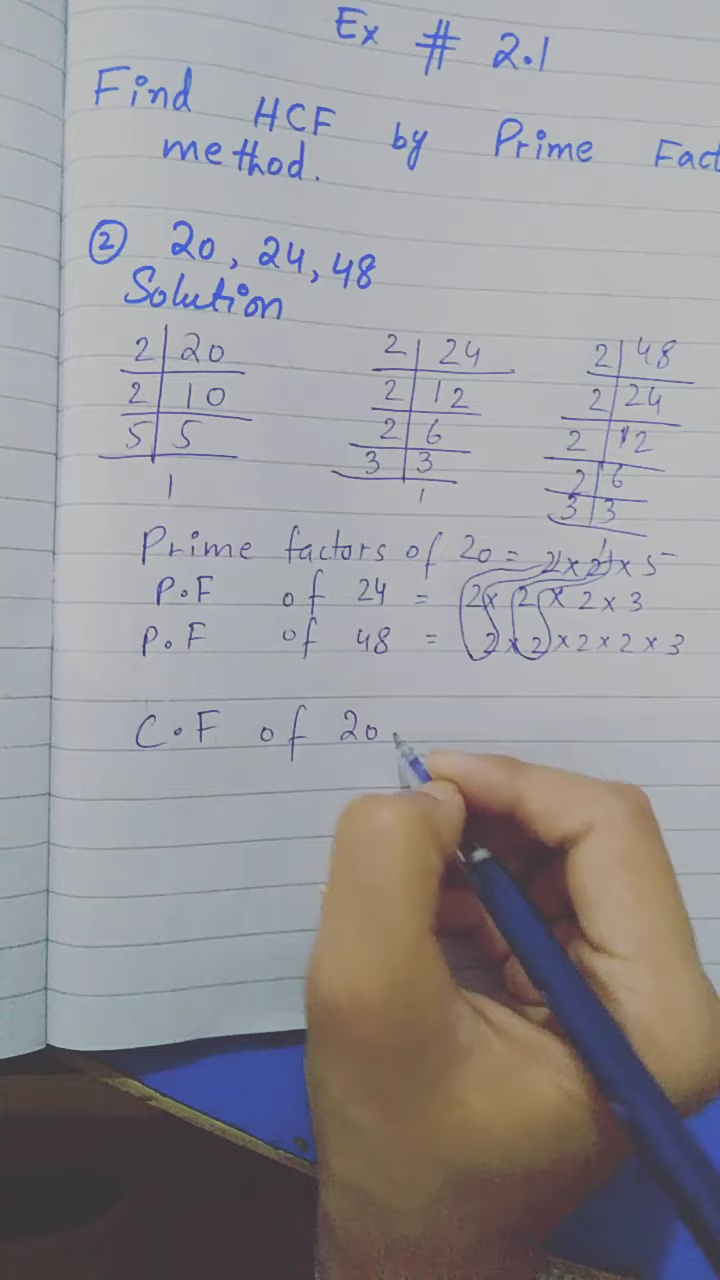 Ex # 2.1
Find HCF by Prime Fact
method.
② 20, 24, 48
Solution
2 | 20 2 | 24 2 | 48
2 | 10 2 | 12 2 | 24
5 | 5 2 | 6 2 | 12
1 3 | 3 2 | 6
1 3 | 3
1
Prime factors of 20 = 2 × 2 × 5
P.F of 24 = 2 × 2 × 2 × 3
P.F of 48 = 2 × 2 × 2 × 2 × 3
C.F of 20